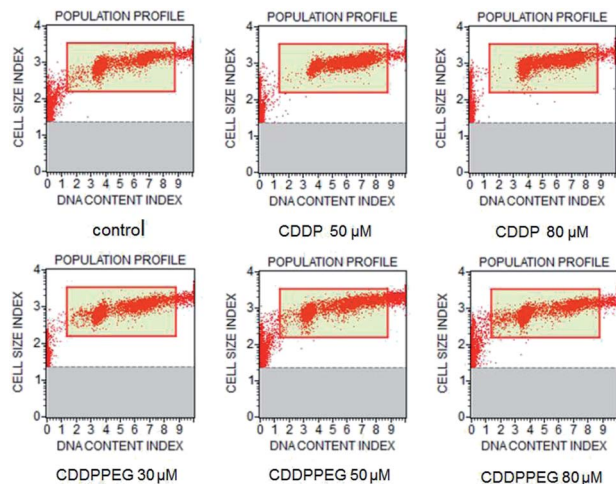 POPULATION PROFILE POPULATION PROFILE POPULATION PROFILE
CELL SIZE INDEX CELL SIZE INDEX CELL SIZE INDEX
4 4 4
3 3 3
2 2 2
1 1 1
0 0 0
0 1 2 3 4 5 6 7 8 9 0 1 2 3 4 5 6 7 8 9 0 1 2 3 4 5 6 7 8 9
DNA CONTENT INDEX DNA CONTENT INDEX DNA CONTENT INDEX
control CDDP 50 µM CDDP 80 µM
POPULATION PROFILE POPULATION PROFILE POPULATION PROFILE
CELL SIZE INDEX CELL SIZE INDEX CELL SIZE INDEX
4 4 4
3 3 3
2 2 2
1 1 1
0 0 0
0 1 2 3 4 5 6 7 8 9 0 1 2 3 4 5 6 7 8 9 0 1 2 3 4 5 6 7 8 9
DNA CONTENT INDEX DNA CONTENT INDEX DNA CONTENT INDEX
CDDPPEG 30 µM CDDPPEG 50 µM CDDPPEG 80 µM